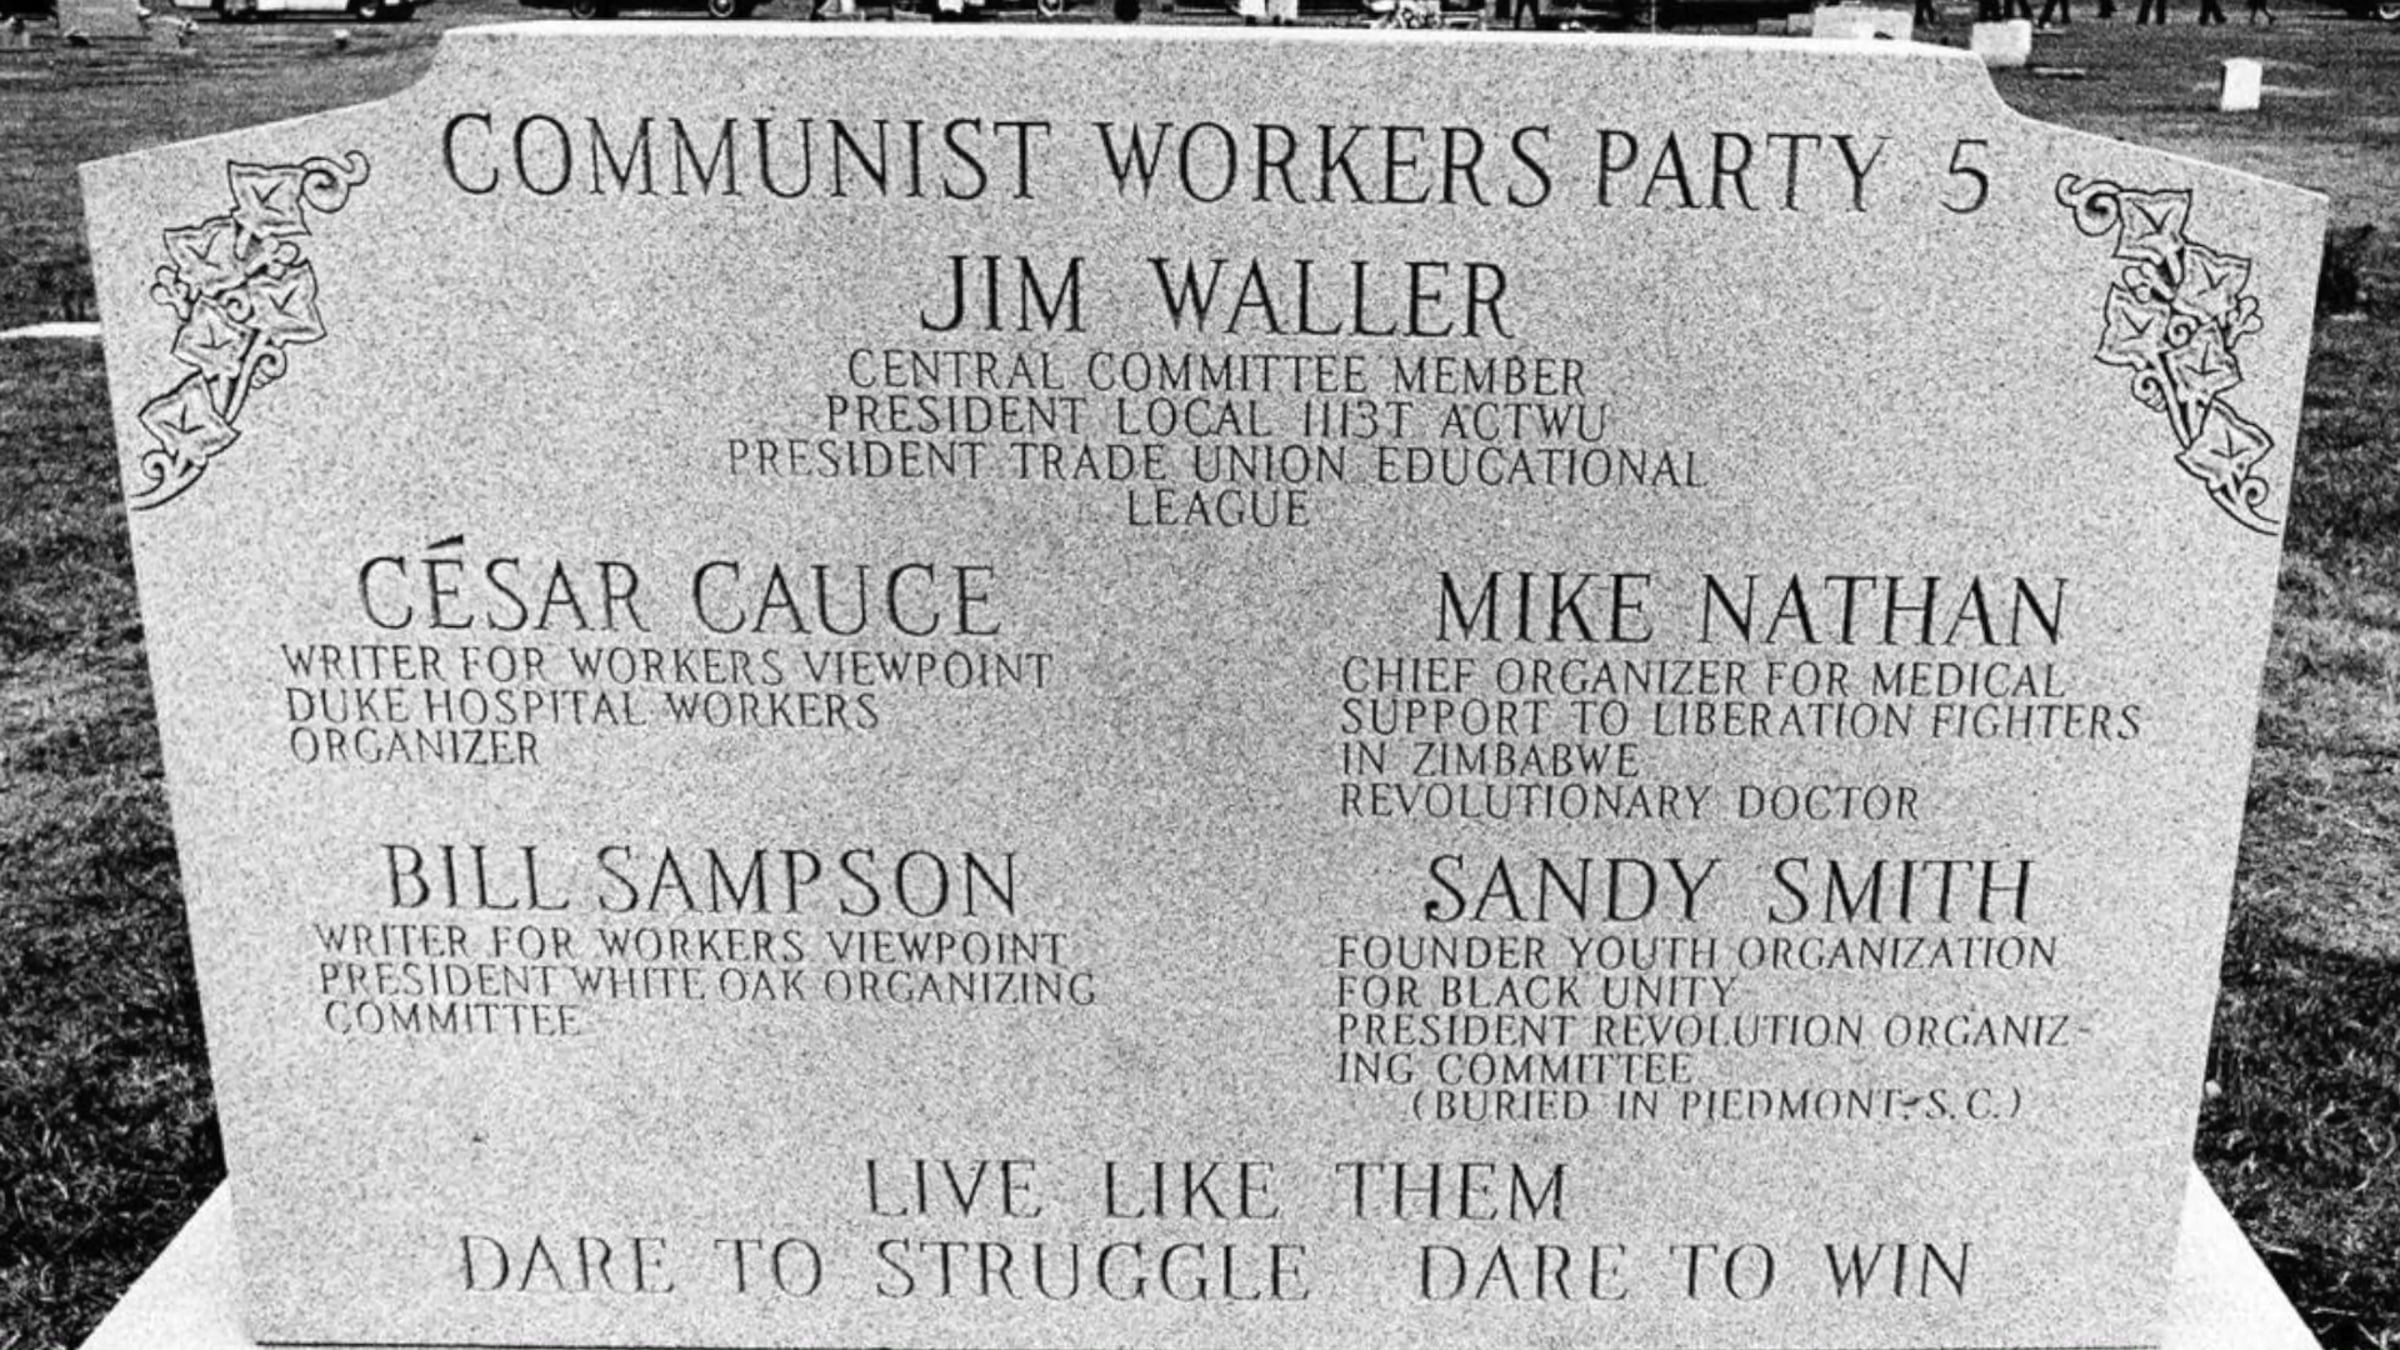 COMMUNIST WORKERS PARTY 5
JIM WALLER
CENTRAL COMMITTEE MEMBER
PRESIDENT LOCAL 1113T ACTWU
PRESIDENT TRADE UNION EDUCATIONAL
LEAGUE
CÉSAR CAUCE
WRITER FOR WORKERS VIEWPOINT
DUKE HOSPITAL WORKERS
ORGANIZER
MIKE NATHAN
CHIEF ORGANIZER FOR MEDICAL
SUPPORT TO LIBERATION FIGHTERS
IN ZIMBABWE
REVOLUTIONARY DOCTOR
BILL SAMPSON
WRITER FOR WORKERS VIEWPOINT
PRESIDENT WHITE OAK ORGANIZING
COMMITTEE
SANDY SMITH
FOUNDER YOUTH ORGANIZATION
FOR BLACK UNITY
PRESIDENT REVOLUTION ORGANIZ-
ING COMMITTEE
(BURIED IN PIEDMONT, S.C.)
LIVE LIKE THEM
DARE TO STRUGGLE DARE TO WIN